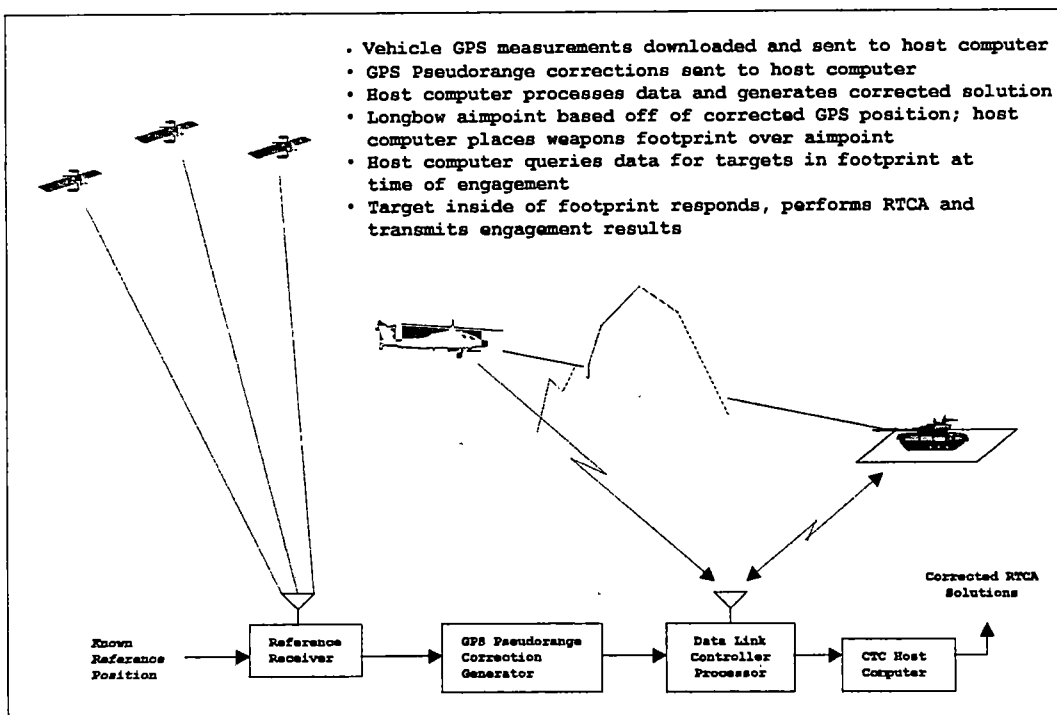 • Vehicle GPS measurements downloaded and sent to host computer
• GPS Pseudorange corrections sent to host computer
• Host computer processes data and generates corrected solution
• Longbow aimpoint based off of corrected GPS position; host
computer places weapons footprint over aimpoint
• Host computer queries data for targets in footprint at
time of engagement
• Target inside of footprint responds, performs RTCA and
transmits engagement results
Corrected RTCA
Solutions
Known
Reference
Position
Reference
Receiver
GPS Pseudorange
Correction
Generator
Data Link
Controller
Processor
CTC Host
Computer